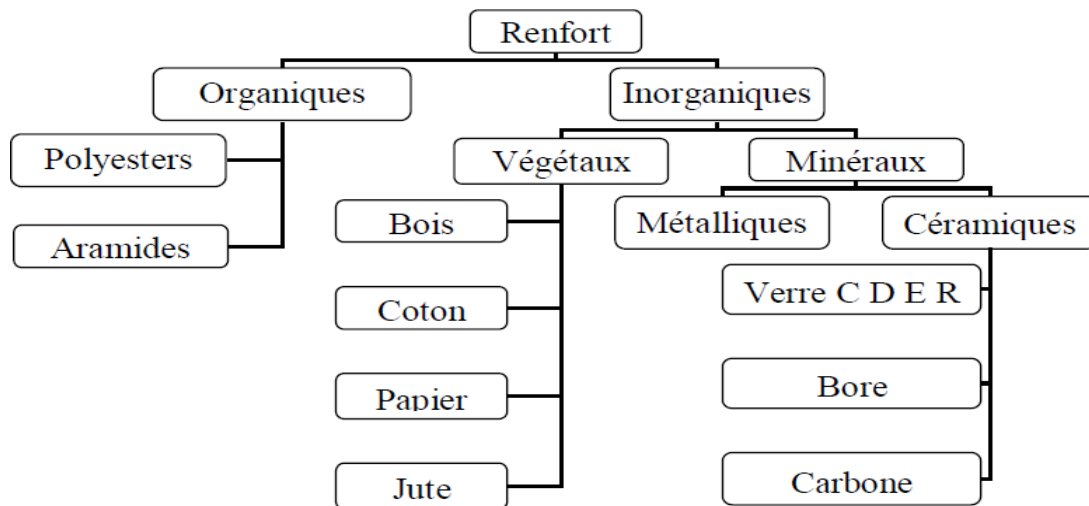 Renfort
Organiques
Inorganiques
Polyesters
Aramides
Végétaux
Minéraux
Bois
Coton
Papier
Jute
Métalliques
Céramiques
Verre C D E R
Bore
Carbone